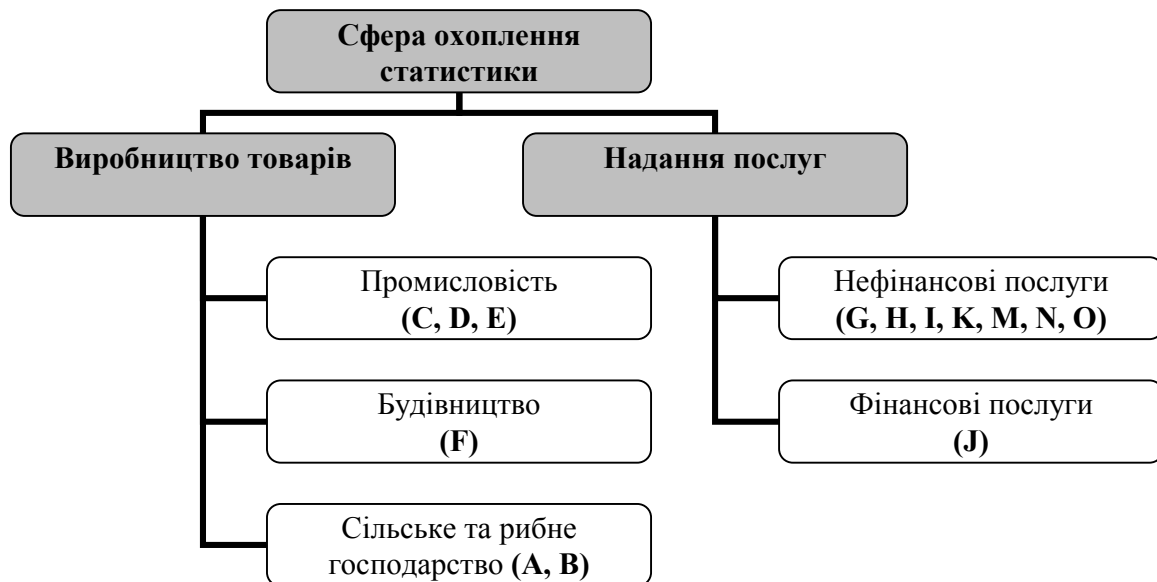 Сфера охоплення
статистики
Виробництво товарів
Надання послуг
Промисловість
(C, D, E)
Будівництво
(F)
Сільське та рибне
господарство (A, B)
Нефінансові послуги
(G, H, I, K, M, N, O)
Фінансові послуги
(J)